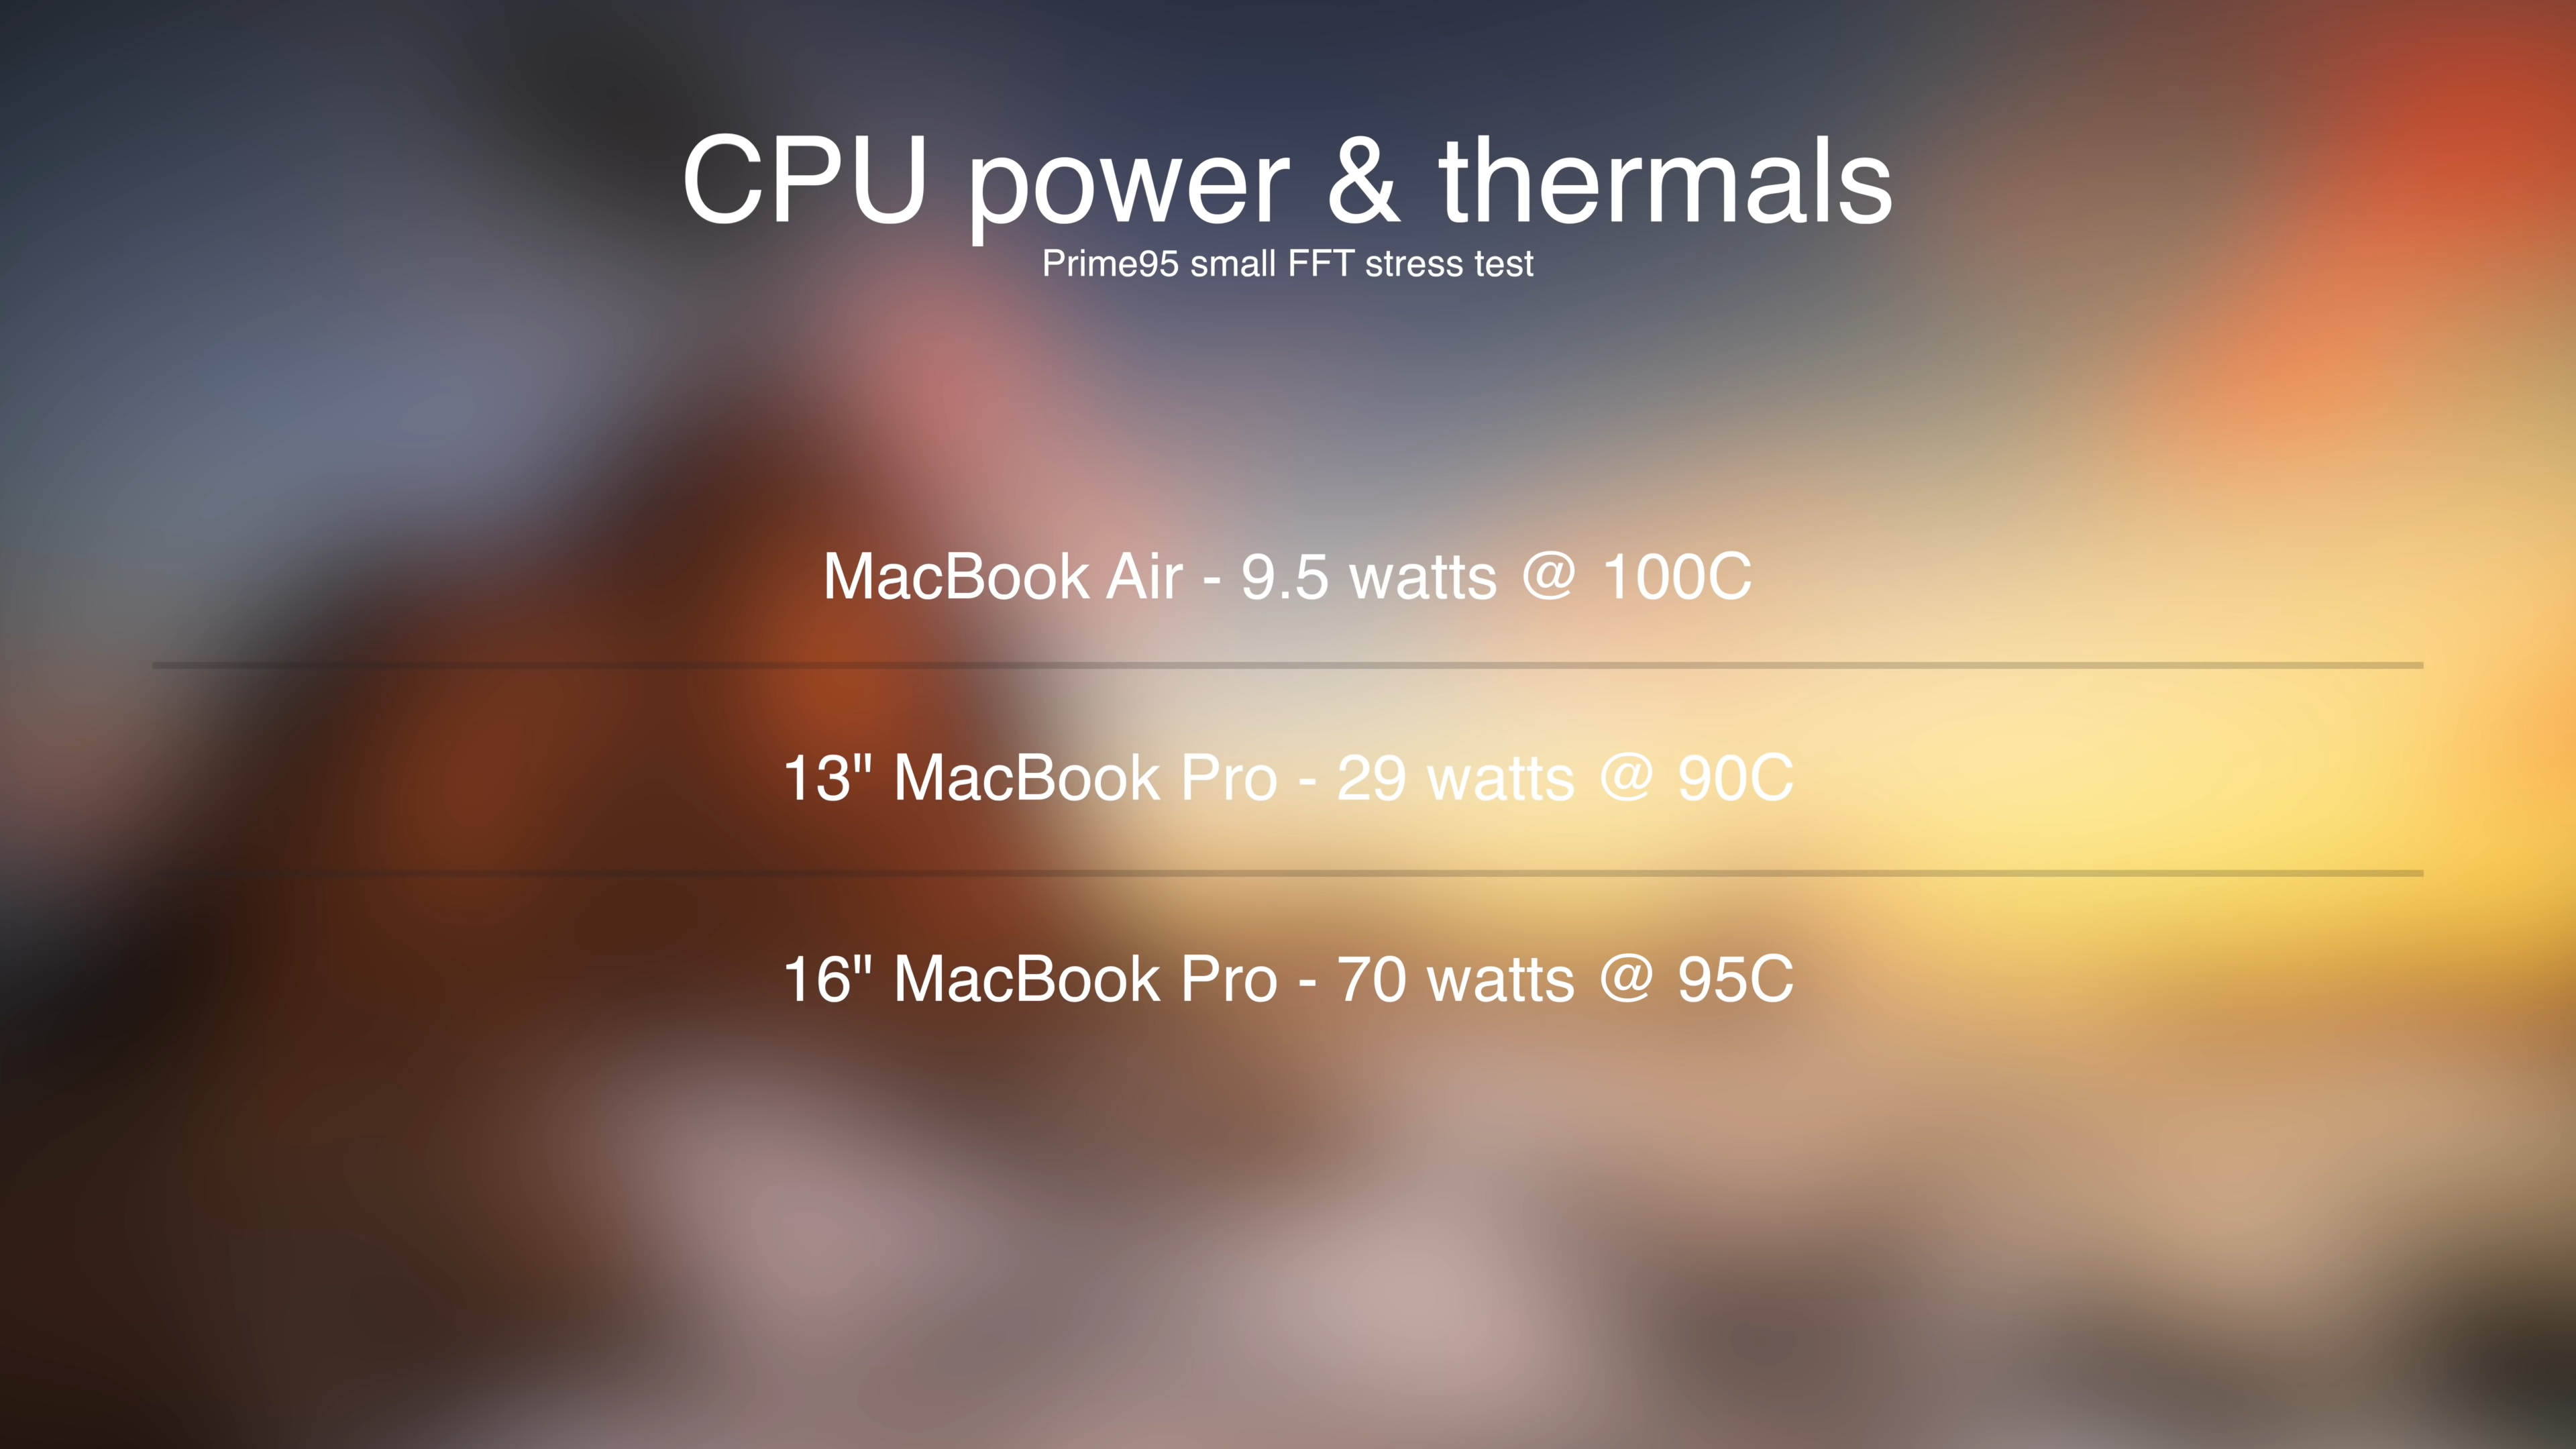 CPU power & thermals
Prime95 small FFT stress test
MacBook Air - 9.5 watts @ 100C
13" MacBook Pro - 29 watts @ 90C
16" MacBook Pro - 70 watts @ 95C